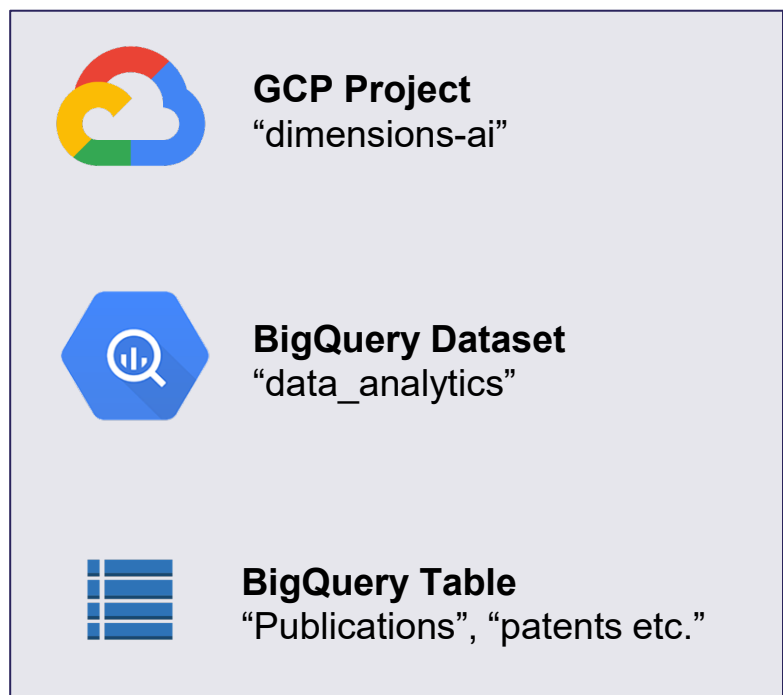 GCP Project
“dimensions-ai”
BigQuery Dataset
“data_analytics”
BigQuery Table
“Publications”, “patents etc.”